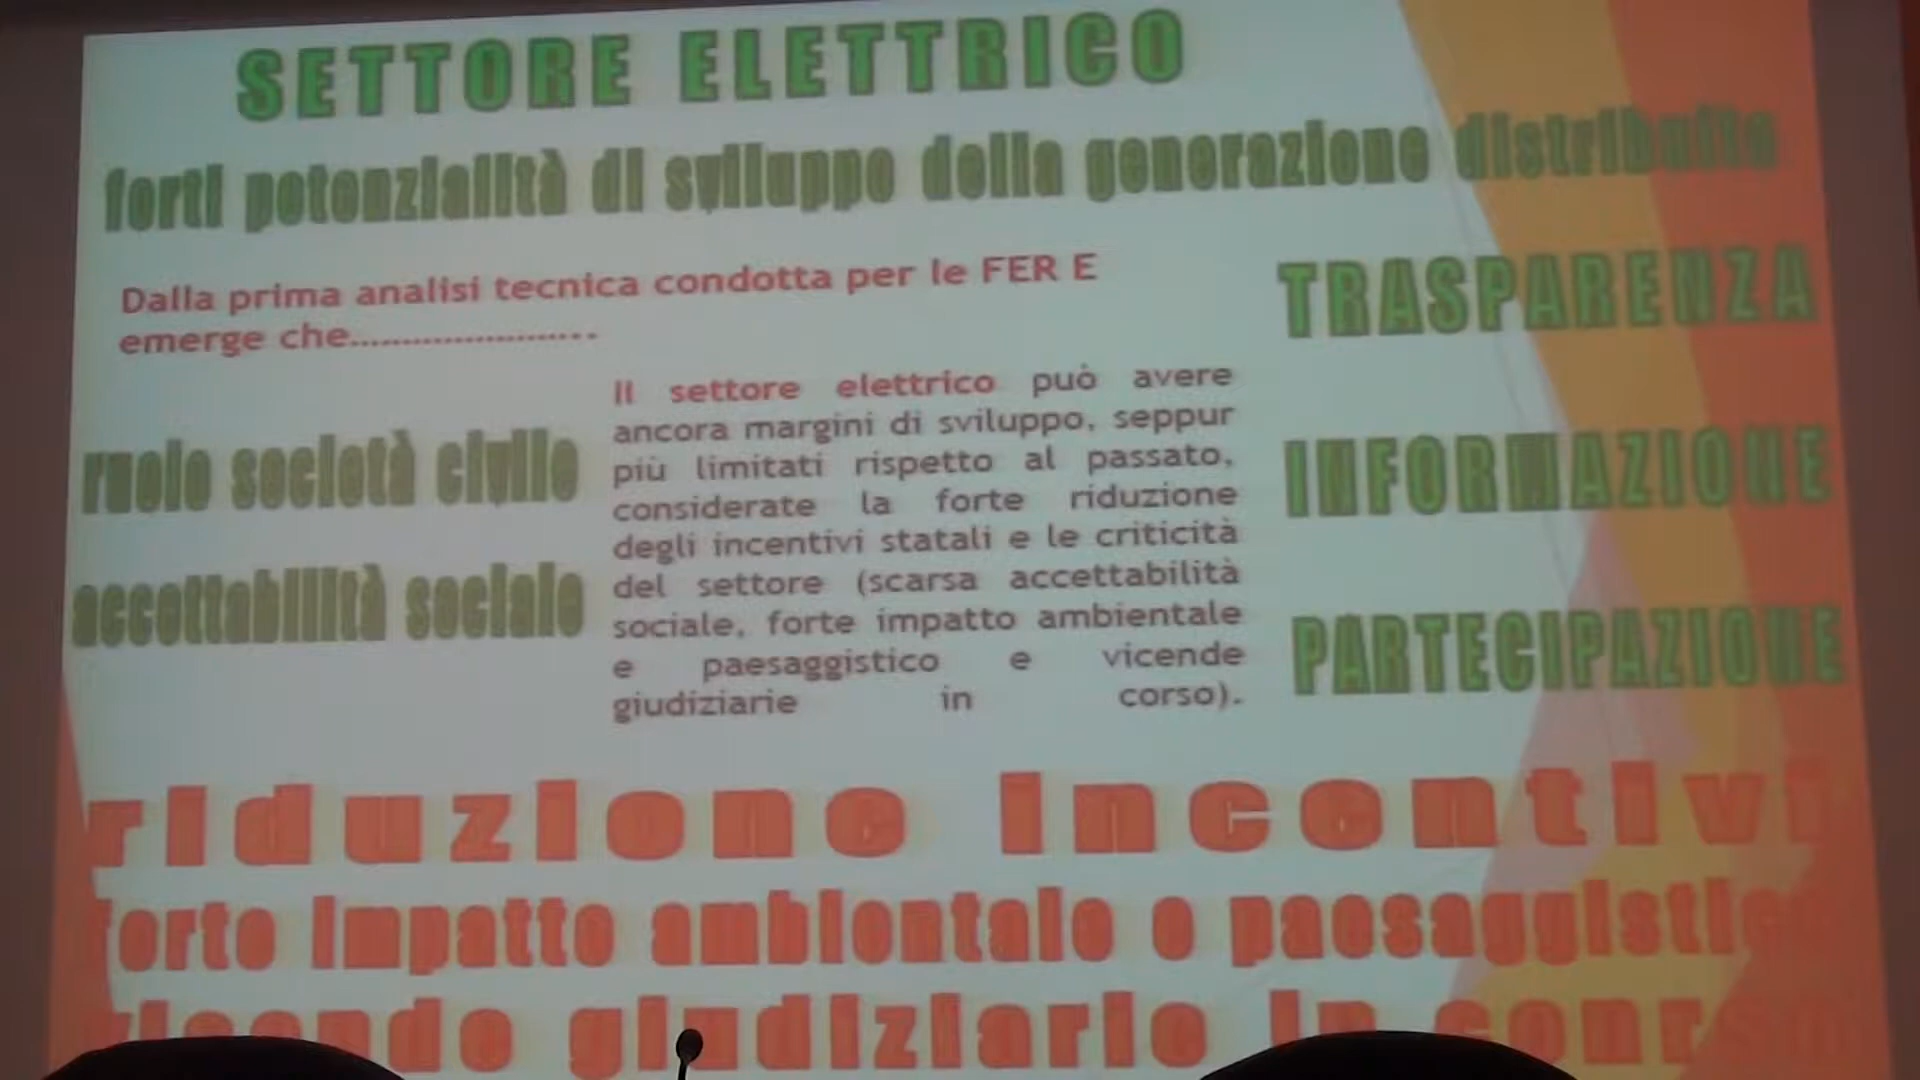 SETTORE ELETTRICO
forti potenzialità di sviluppo della generazione distribuita
Dalla prima analisi tecnica condotta per le FER E
emerge che......................
TRASPARENZA
Il settore elettrico può avere
ancora margini di sviluppo, seppur
più limitati rispetto al passato,
considerate la forte riduzione
degli incentivi statali e le criticità
del settore (scarsa accettabilità
sociale, forte impatto ambientale
e paesaggistico e vicende
giudiziarie in corso).
ruolo società civile
accettabilità sociale
INFORMAZIONE
PARTECIPAZIONE
riduzione incentivi
forte impatto ambientale e paesaggistico
vicende giudiziarie in corso